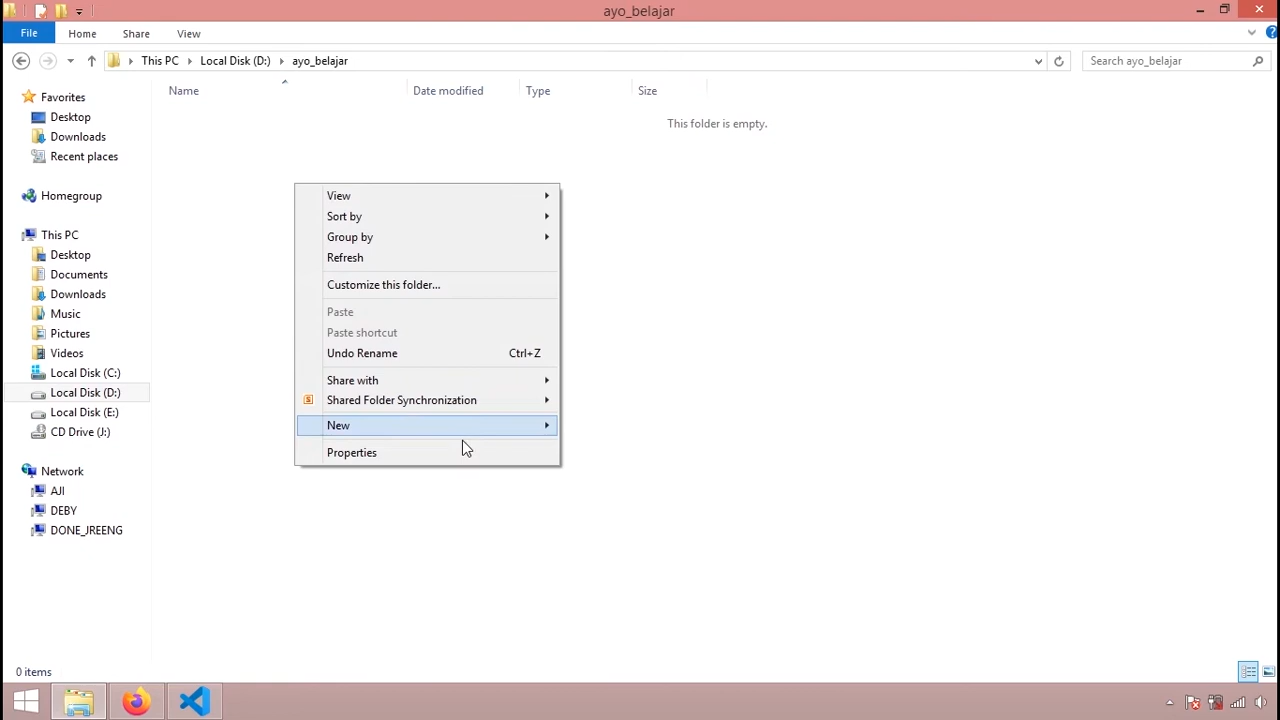 ayo_belajar
File Home Share View
This PC Local Disk (D:) ayo_belajar Search ayo_belajar
Name Date modified Type Size
This folder is empty.
Favorites
Desktop
Downloads
Recent places
Homegroup
This PC
Desktop
Documents
Downloads
Music
Pictures
Videos
Local Disk (C:)
Local Disk (D:)
Local Disk (E:)
CD Drive (J:)
Network
AJI
DEBY
DONE_JREENG
View
Sort by
Group by
Refresh
Customize this folder...
Paste
Paste shortcut
Undo Rename Ctrl+Z
Share with
S Shared Folder Synchronization
New
Properties
0 items